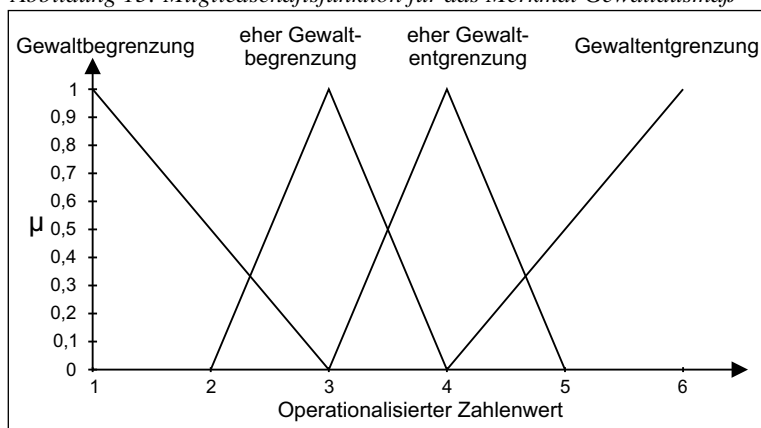 Abbildung 15: Mitgliedschaftsfunktion für das Merkmal Gewaltausmaß
Gewaltbegrenzung
eher Gewalt-
begrenzung
eher Gewalt-
entgrenzung
Gewaltentgrenzung
1
0,9
0,8
0,7
0,6
0,5
0,4
0,3
0,2
0,1
0
µ
1 2 3 4 5 6
Operationalisierter Zahlenwert